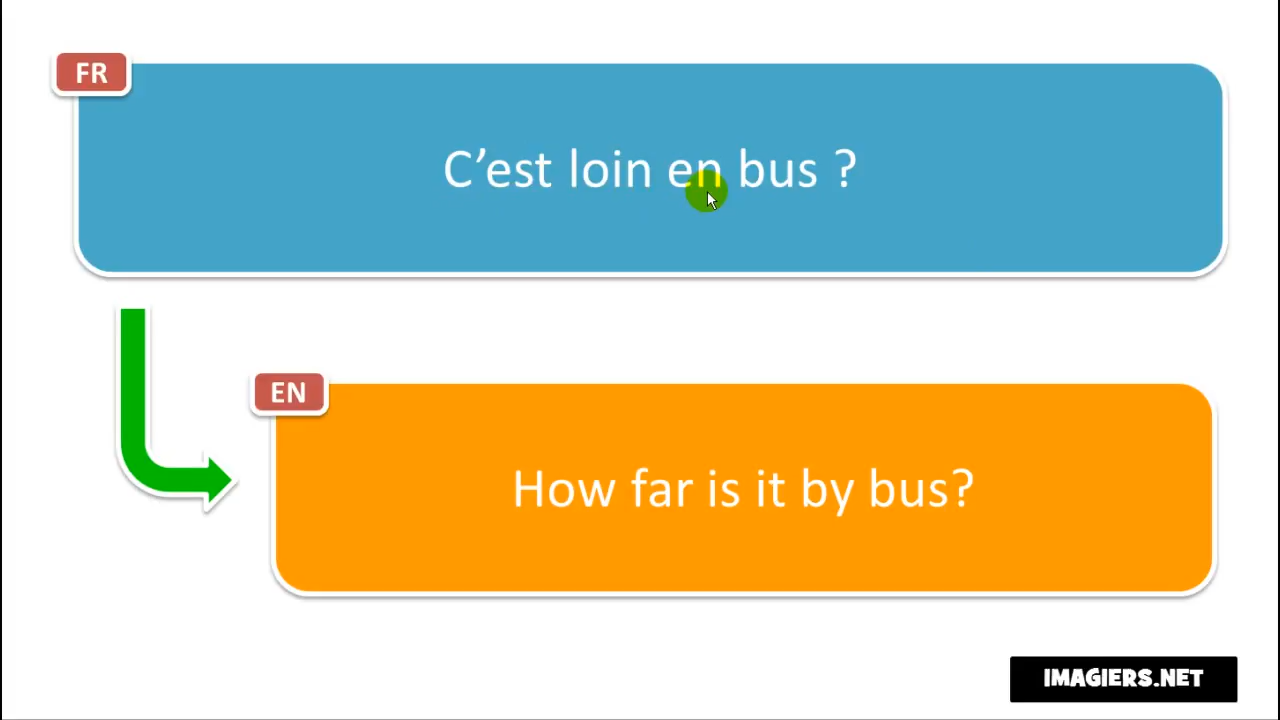 FR
C’est loin en bus ?
EN
How far is it by bus?
IMAGIERS.NET